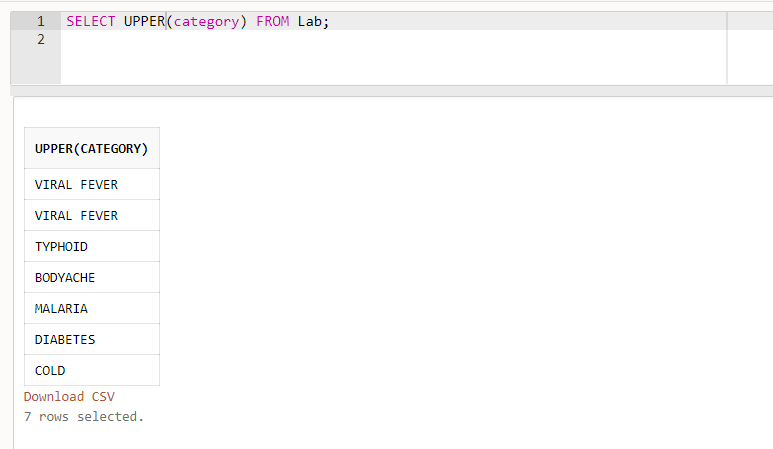 1 SELECT UPPER(category) FROM Lab;
2
UPPER(CATEGORY)
VIRAL FEVER
VIRAL FEVER
TYPHOID
BODYACHE
MALARIA
DIABETES
COLD
Download CSV
7 rows selected.